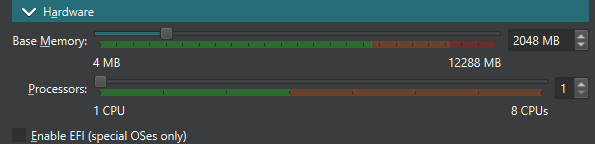 Hardware
Base Memory: 2048 MB
4 MB 12288 MB
Processors: 1
1 CPU 8 CPUs
Enable EFI (special OSes only)